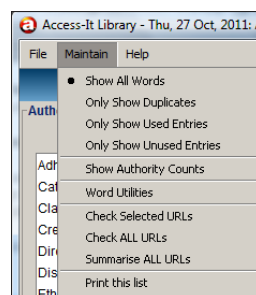 Access-It Library - Thu, 27 Oct, 2011:
File Maintain Help
Show All Words
Only Show Duplicates
Auth
Only Show Used Entries
Only Show Unused Entries
Adh
Show Authority Counts
Cat
Word Utilities
Cla
Check Selected URLs
Cre
Check ALL URLs
Dire
Summarise ALL URLs
Dis
Print this list
Eth